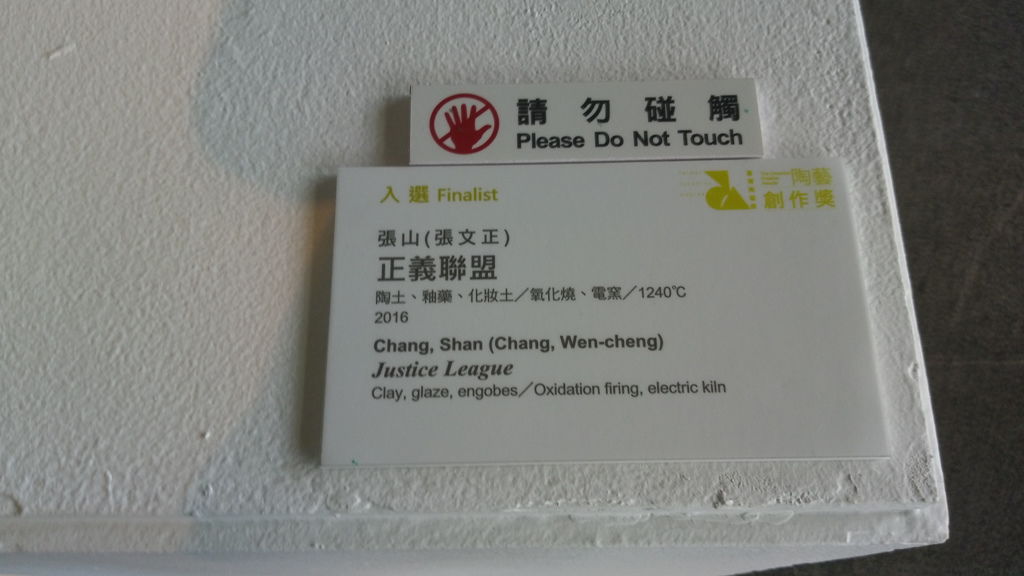 請勿碰觸
Please Do Not Touch
入選 Finalist
陶藝
創作獎
張山(張文正)
正義聯盟
陶土、釉藥、化妝土／氧化燒、電窯／1240℃
2016
Chang, Shan (Chang, Wen-cheng)
Justice League
Clay, glaze, engobes／Oxidation firing, electric kiln